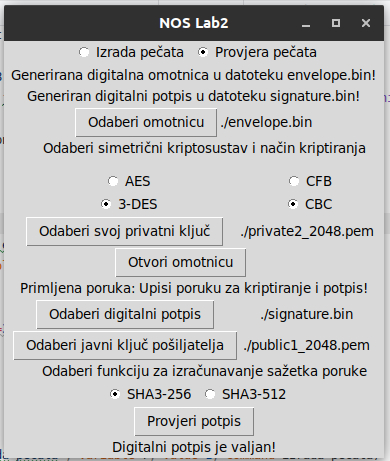 NOS Lab2
Izrada pečata Provjera pečata
Generirana digitalna omotnica u datoteku envelope.bin!
Generiran digitalni potpis u datoteku signature.bin!
Odaberi omotnicu ./envelope.bin
Odaberi simetrični kriptosustav i način kriptiranja
AES CFB
3-DES CBC
Odaberi svoj privatni ključ ./private2_2048.pem
Otvori omotnicu
Primljena poruka: Upisi poruku za kriptiranje i potpis!
Odaberi digitalni potpis ./signature.bin
Odaberi javni ključ pošiljatelja ./public1_2048.pem
Odaberi funkciju za izračunavanje sažetka poruke
SHA3-256 SHA3-512
Provjeri potpis
Digitalni potpis je valjan!